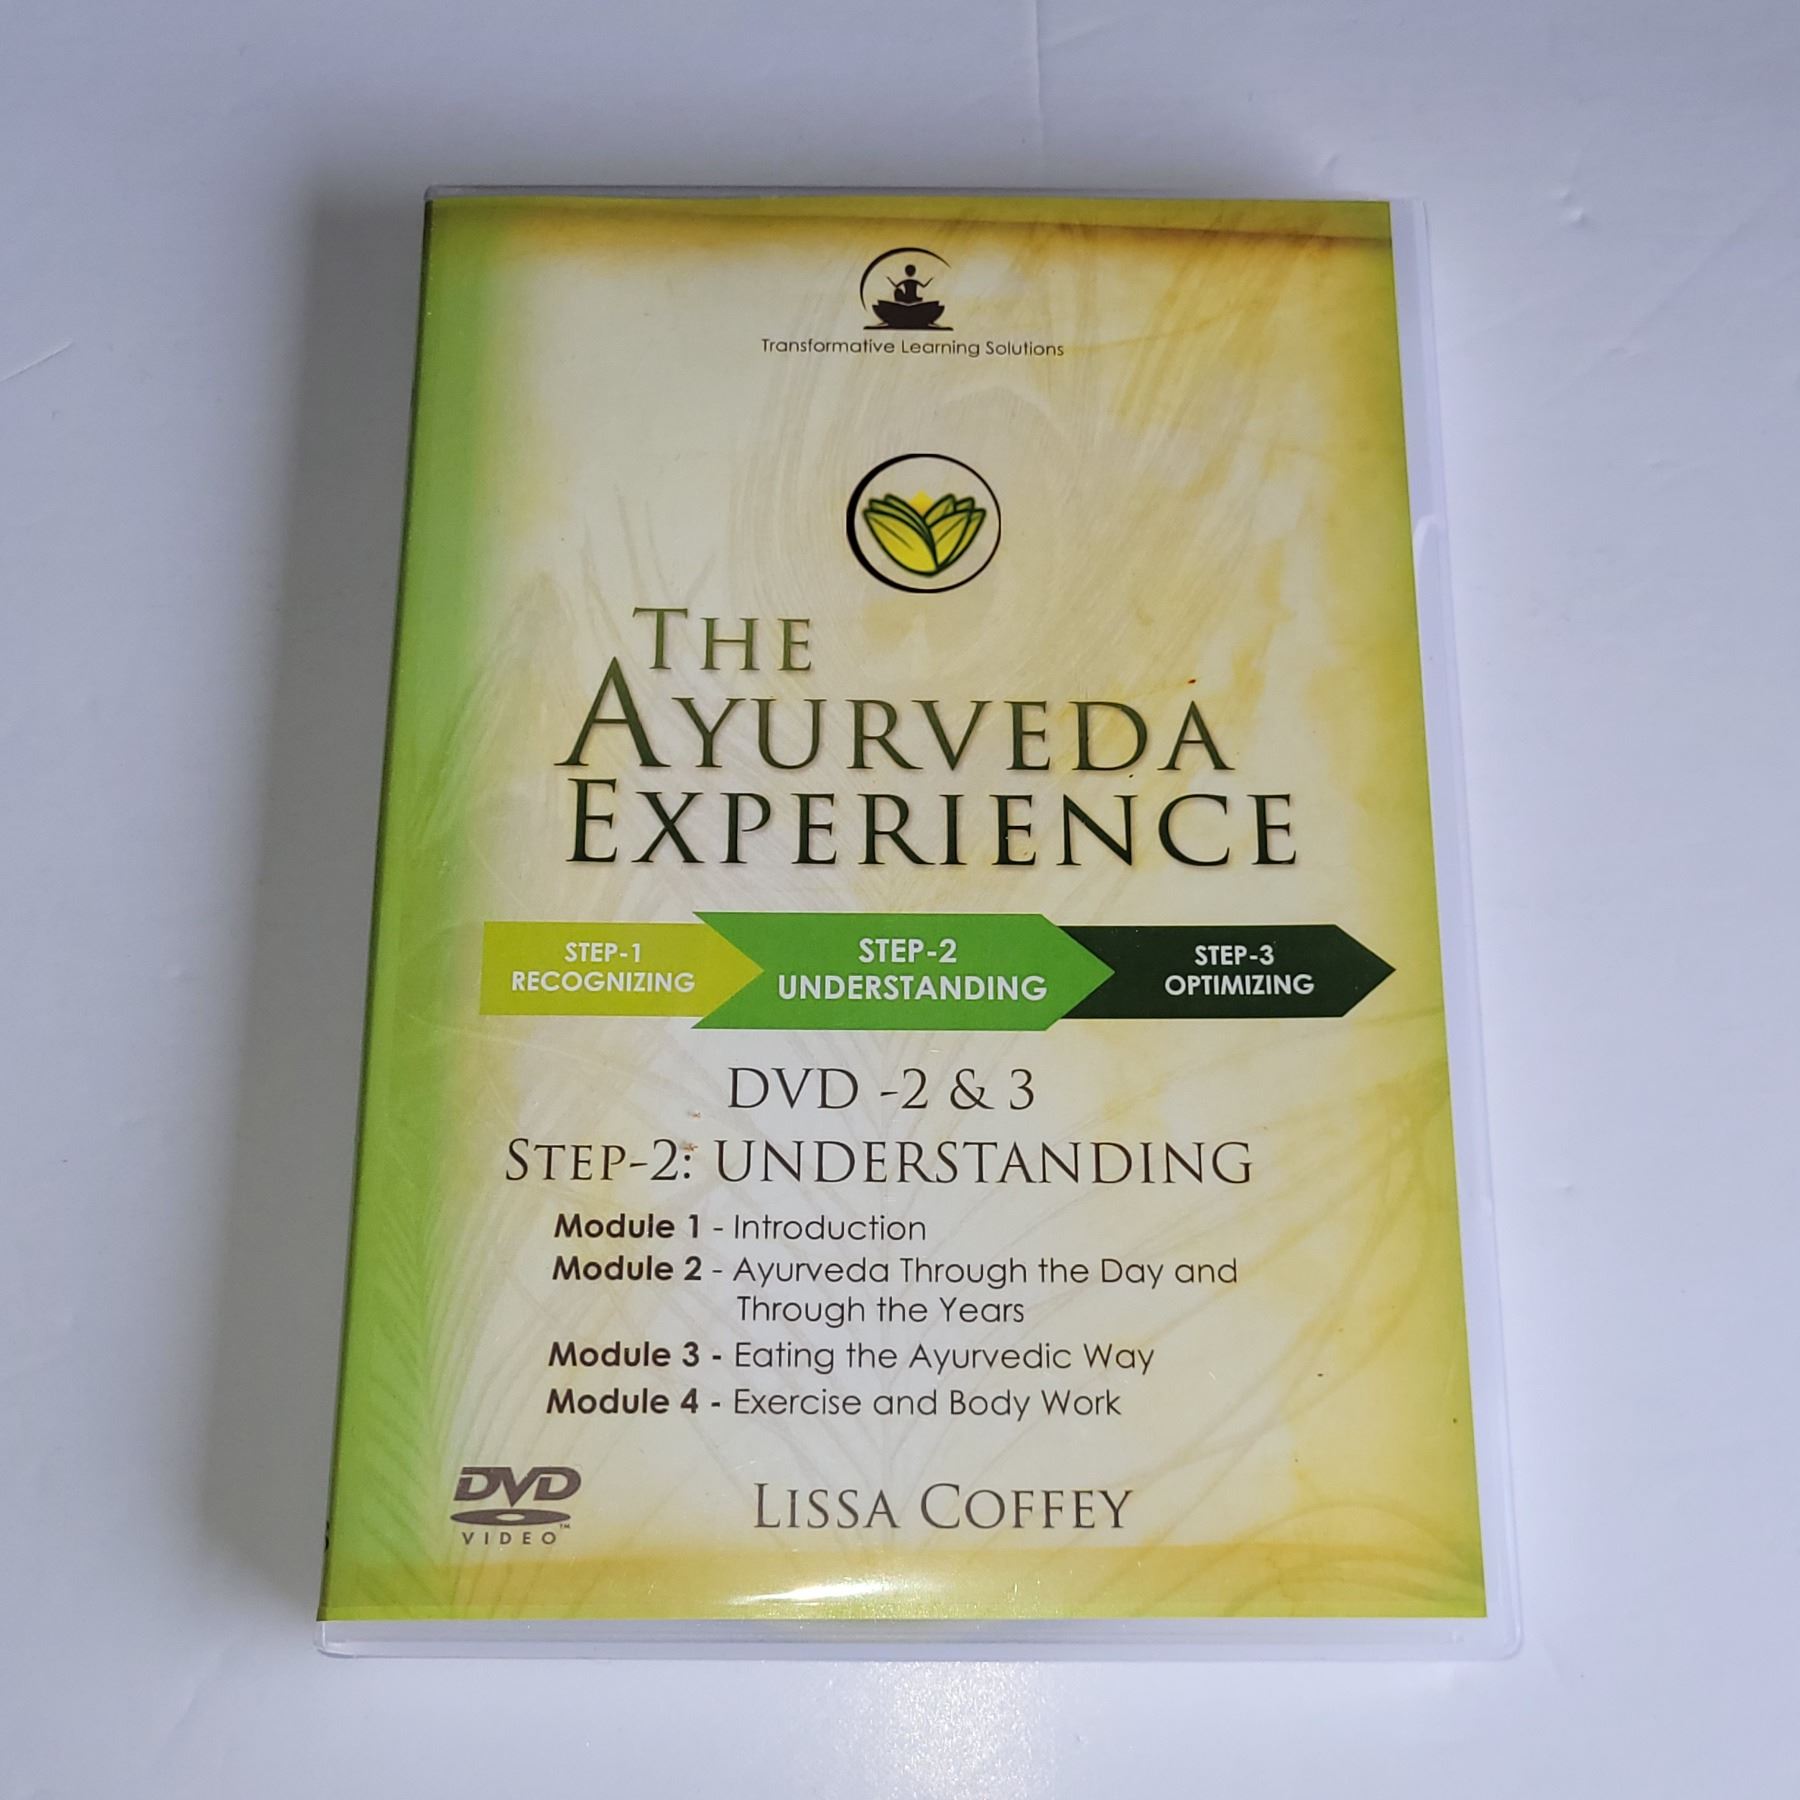 Transformative Learning Solutions
THE
AYURVEDA
EXPERIENCE
STEP-1
RECOGNIZING
STEP-2
UNDERSTANDING
STEP-3
OPTIMIZING
DVD -2 & 3
STEP-2: UNDERSTANDING
Module 1 - Introduction
Module 2 - Ayurveda Through the Day and
Through the Years
Module 3 - Eating the Ayurvedic Way
Module 4 - Exercise and Body Work
DVD
VIDEO™
LISSA COFFEY